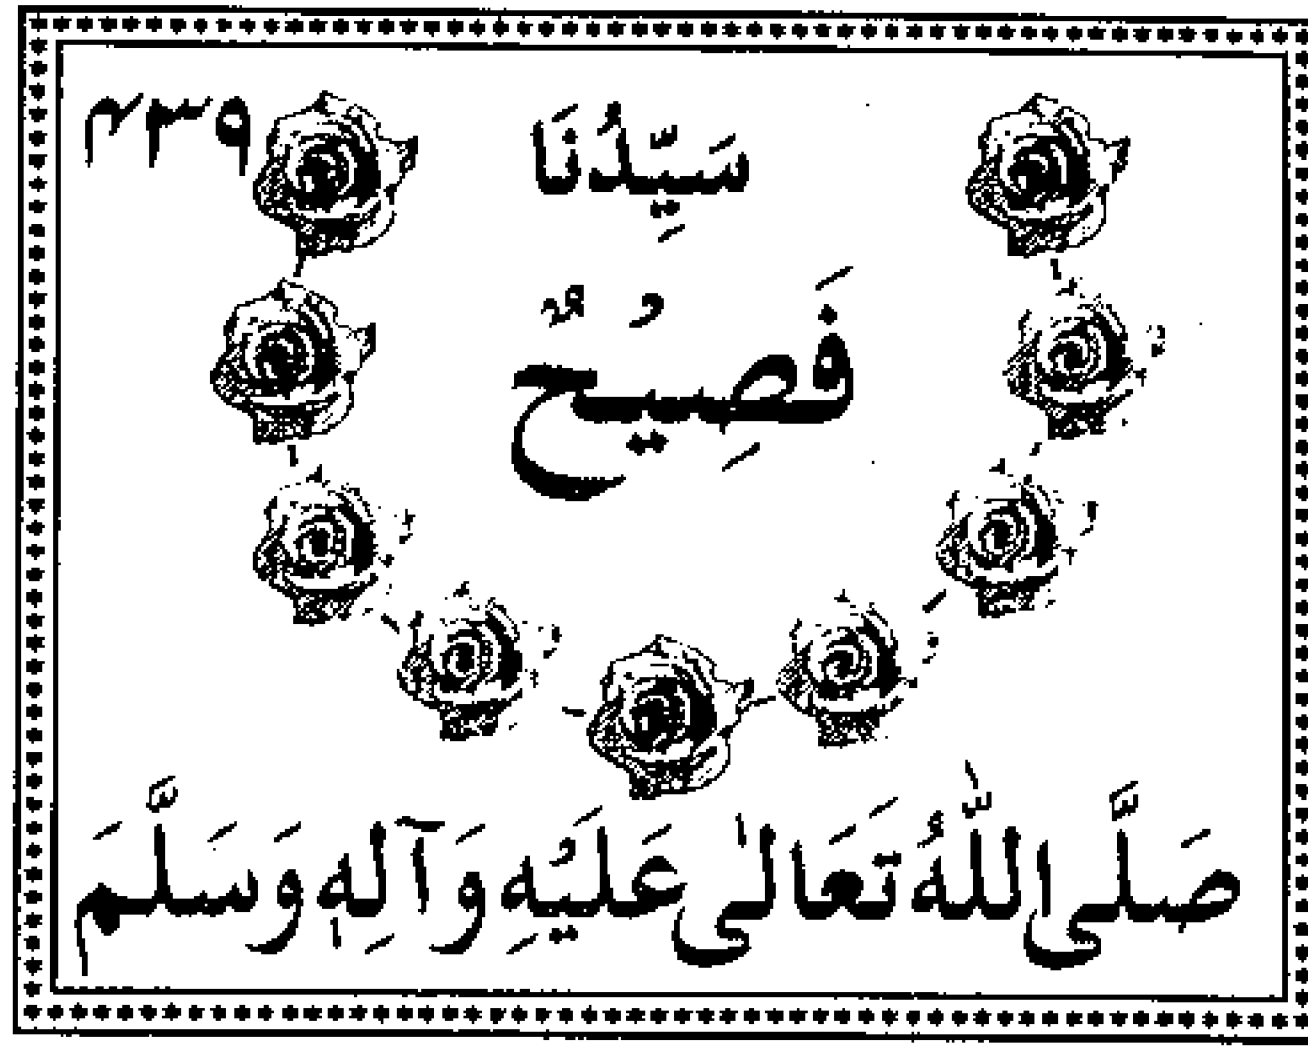 ۴۳۹
سَيِّدُنَا
فَصِيْحٌ
صَلَّى اللّٰهُ تَعَالٰى عَلَيْهِ وَآلِهٖ وَسَلَّمَ